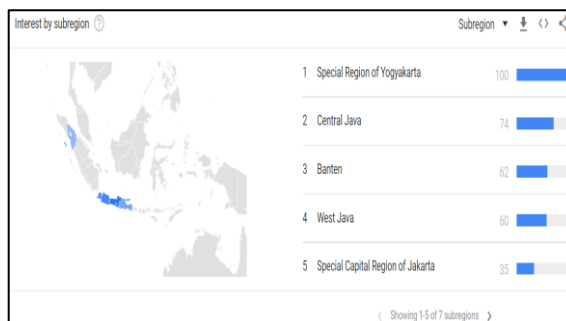 Interest by subregion ?
Subregion
1 Special Region of Yogyakarta 100
2 Central Java 74
3 Banten 62
4 West Java 60
5 Special Capital Region of Jakarta 35
Showing 1-5 of 7 subregions